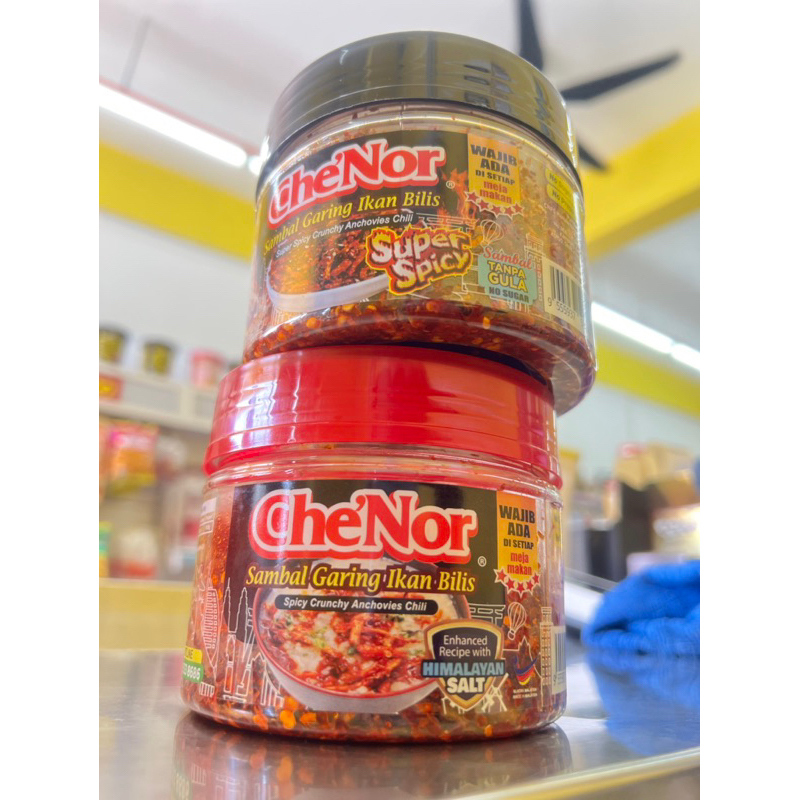 Che'Nor
®
Sambal Garing Ikan Bilis
Super Spicy Crunchy Anchovies Chili
Super
Spicy
WAJIB
ADA
DI SETIAP
meja
makan
Sambal
TANPA
GULA
NO SUGAR
Che'Nor
®
Sambal Garing Ikan Bilis
Spicy Crunchy Anchovies Chili
WAJIB
ADA
DI SETIAP
meja
makan
Enhanced
Recipe with
HIMALAYAN
SALT